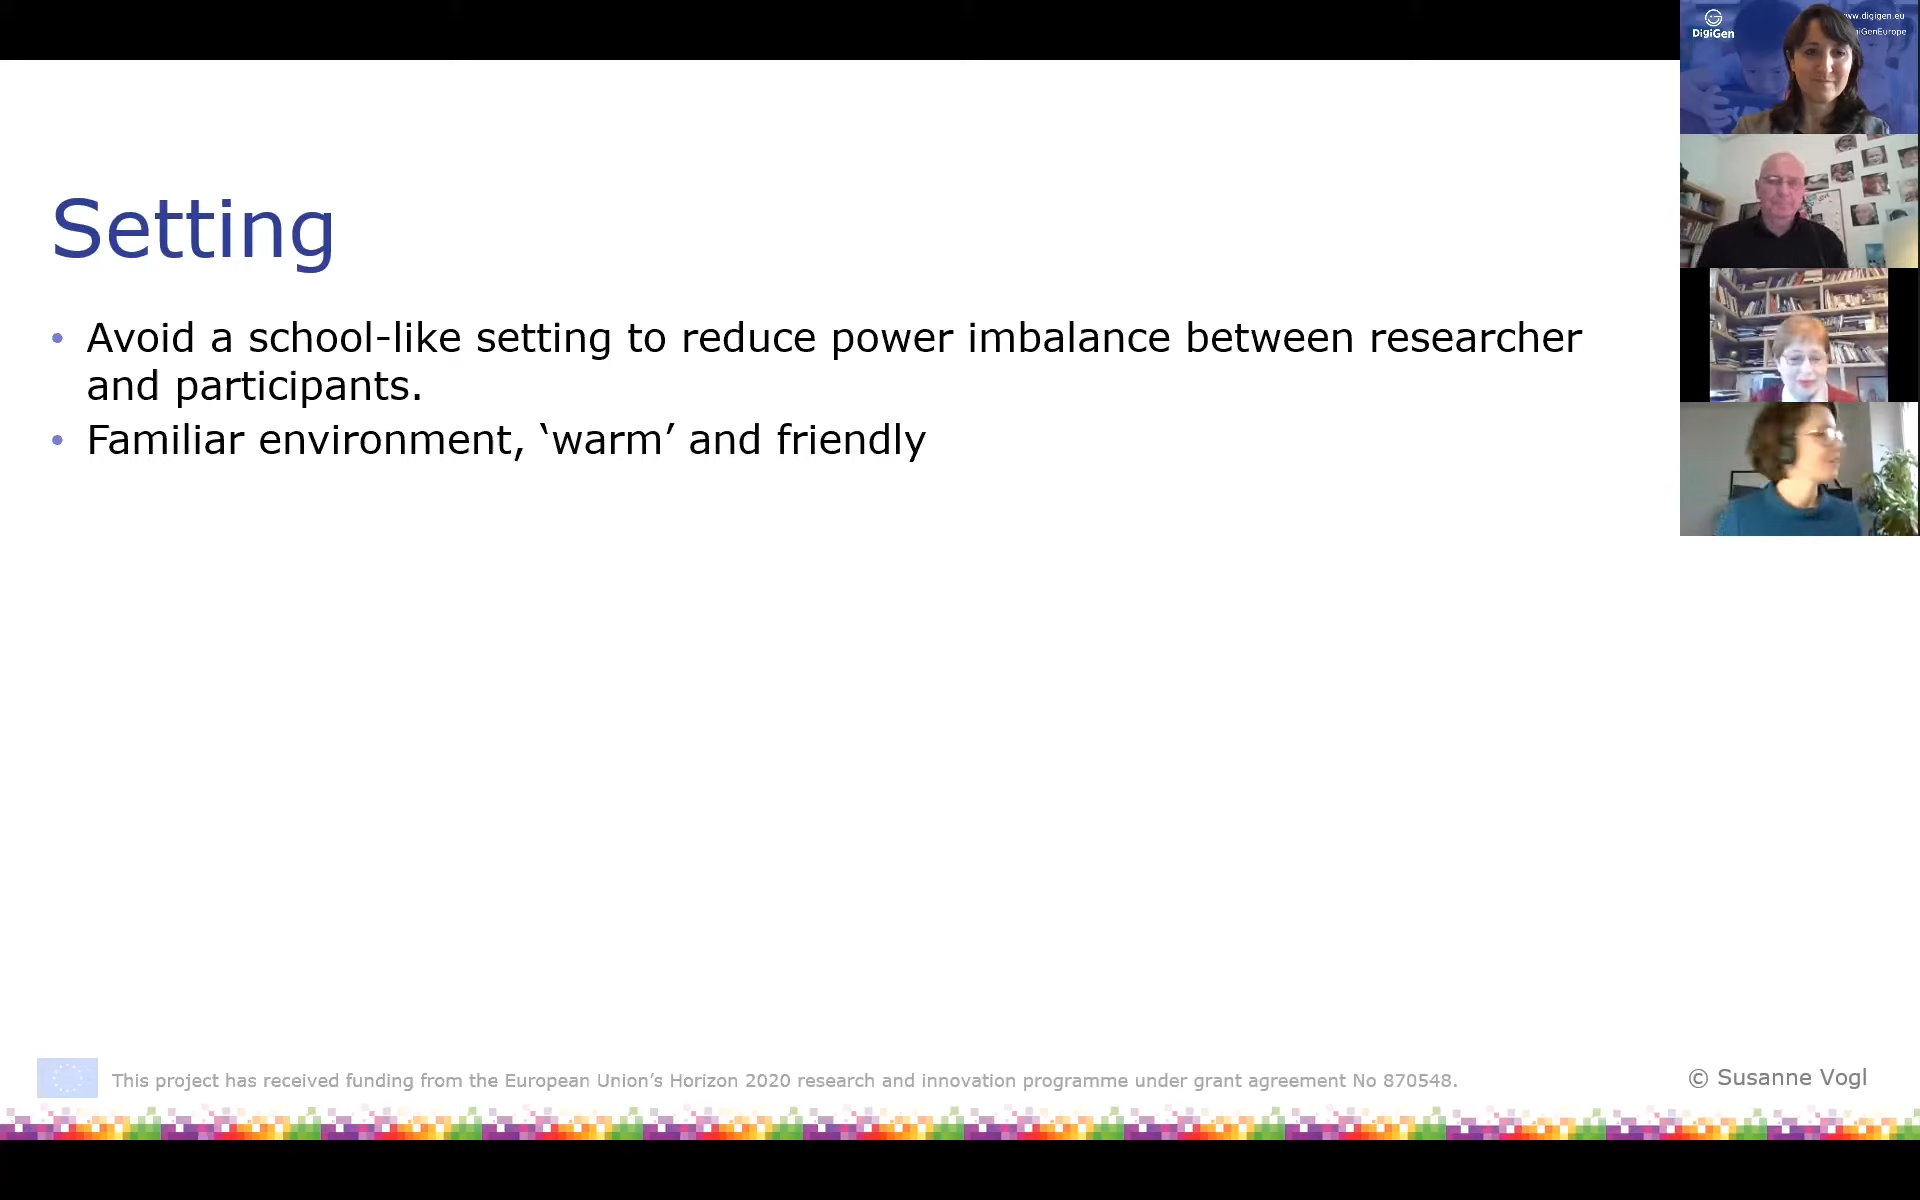 DigiGen
www.digigen.eu
Setting
• Avoid a school-like setting to reduce power imbalance between researcher
and participants.
• Familiar environment, ‘warm’ and friendly
This project has received funding from the European Union’s Horizon 2020 research and innovation programme under grant agreement No 870548.
© Susanne Vogl